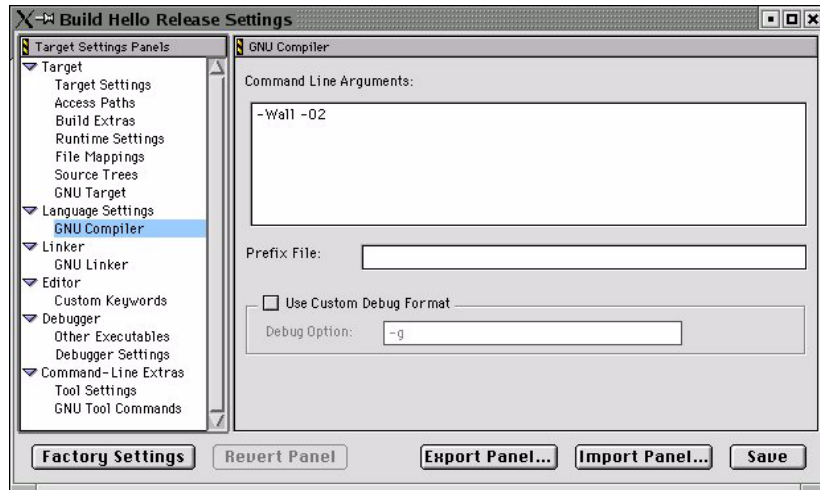 Build Hello Release Settings
Target Settings Panels
Target
Target Settings
Access Paths
Build Extras
Runtime Settings
File Mappings
Source Trees
GNU Target
Language Settings
GNU Compiler
Linker
GNU Linker
Editor
Custom Keywords
Debugger
Other Executables
Debugger Settings
Command-Line Extras
Tool Settings
GNU Tool Commands
GNU Compiler
Command Line Arguments:
-Wall -O2
Prefix File:
Use Custom Debug Format
Debug Option:
-g
Factory Settings
Revert Panel
Export Panel...
Import Panel...
Save